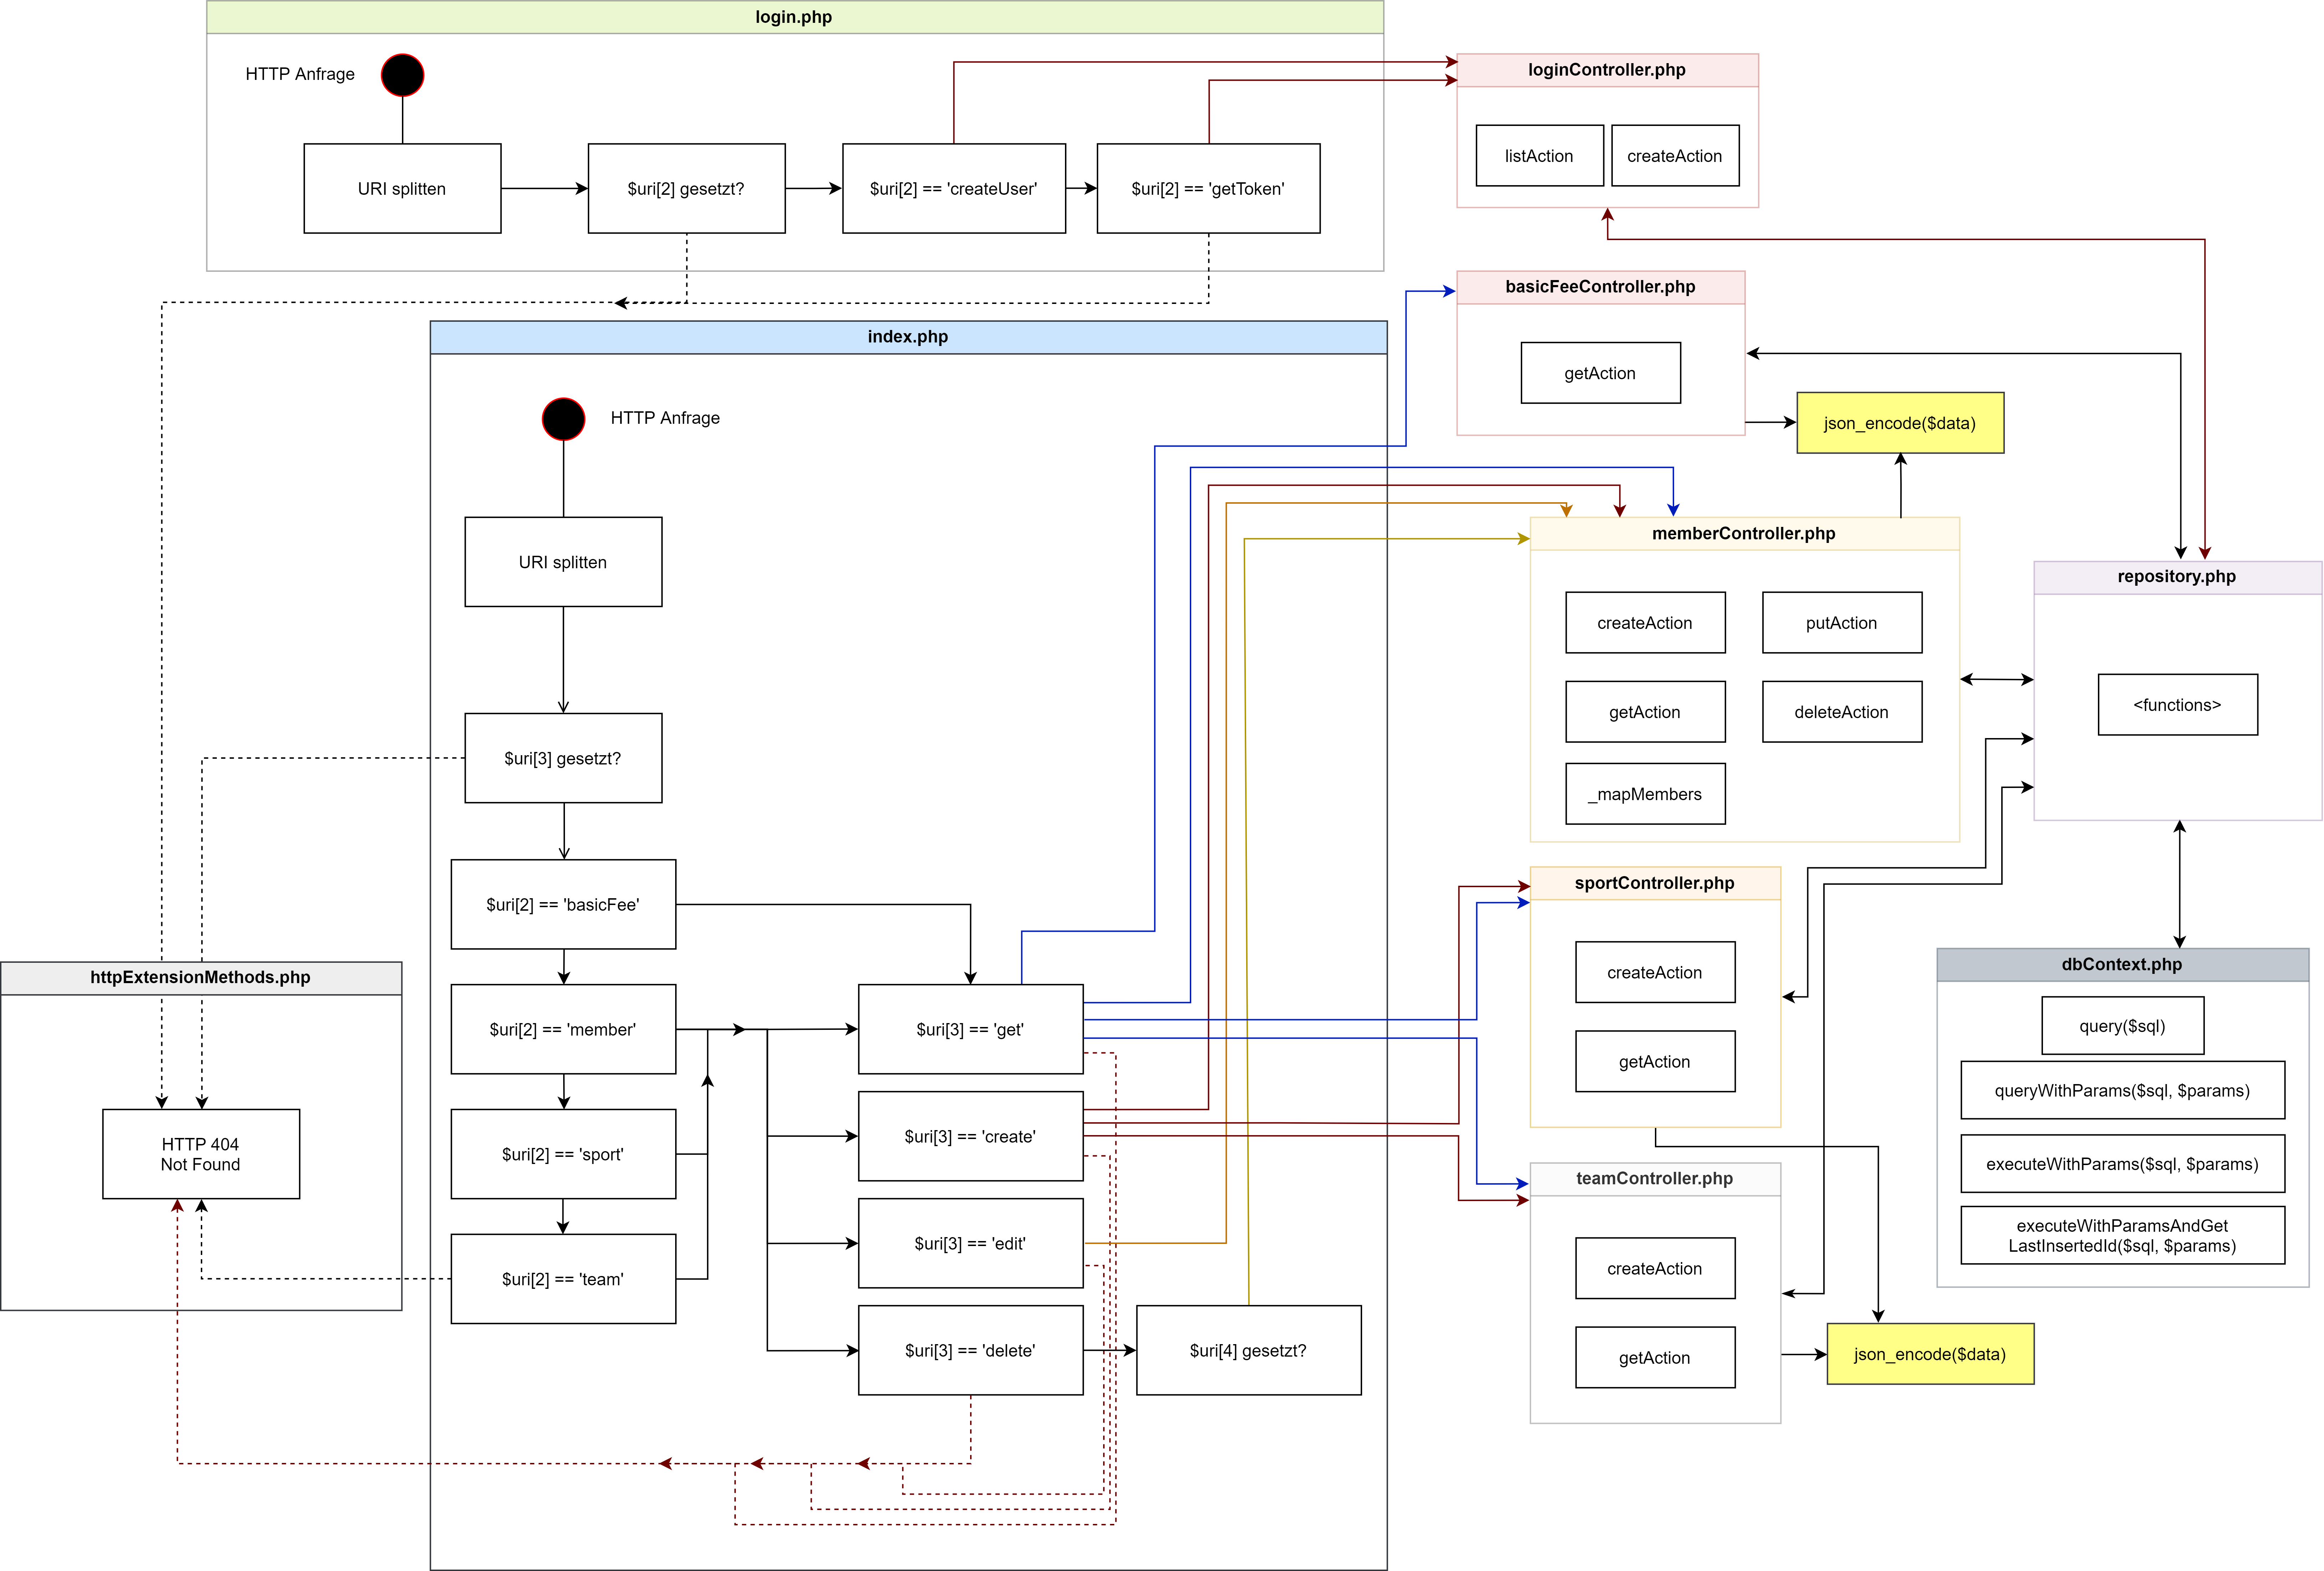 login.php
HTTP Anfrage
URI splitten
$uri[2] gesetzt?
$uri[2] == 'createUser'
$uri[2] == 'getToken'
loginController.php
listAction
createAction
basicFeeController.php
getAction
json_encode($data)
index.php
HTTP Anfrage
URI splitten
$uri[3] gesetzt?
$uri[2] == 'basicFee'
$uri[2] == 'member'
$uri[2] == 'sport'
$uri[2] == 'team'
$uri[3] == 'get'
$uri[3] == 'create'
$uri[3] == 'edit'
$uri[3] == 'delete'
$uri[4] gesetzt?
httpExtensionMethods.php
HTTP 404
Not Found
memberController.php
createAction
putAction
getAction
deleteAction
_mapMembers
repository.php
<functions>
sportController.php
createAction
getAction
teamController.php
createAction
getAction
json_encode($data)
dbContext.php
query($sql)
queryWithParams($sql, $params)
executeWithParams($sql, $params)
executeWithParamsAndGet
LastInsertedId($sql, $params)